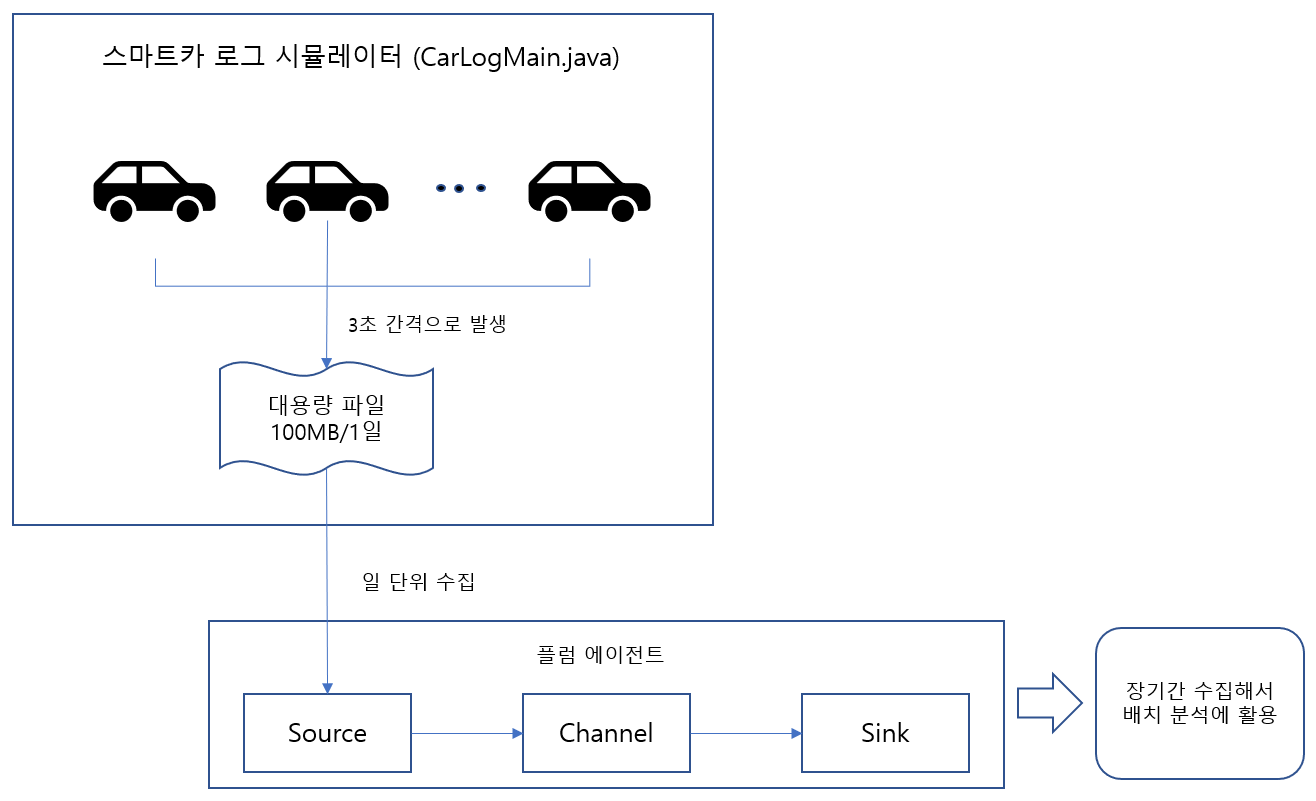 스마트카 로그 시뮬레이터 (CarLogMain.java)
3초 간격으로 발생
대용량 파일
100MB/1일
일 단위 수집
플럼 에이전트
Source
Channel
Sink
장기간 수집해서
배치 분석에 활용